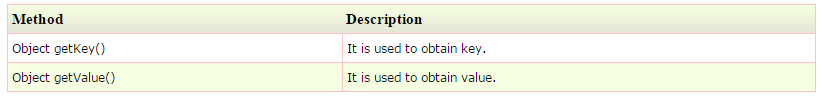 Method Description
Object getKey() It is used to obtain key.
Object getValue() It is used to obtain value.